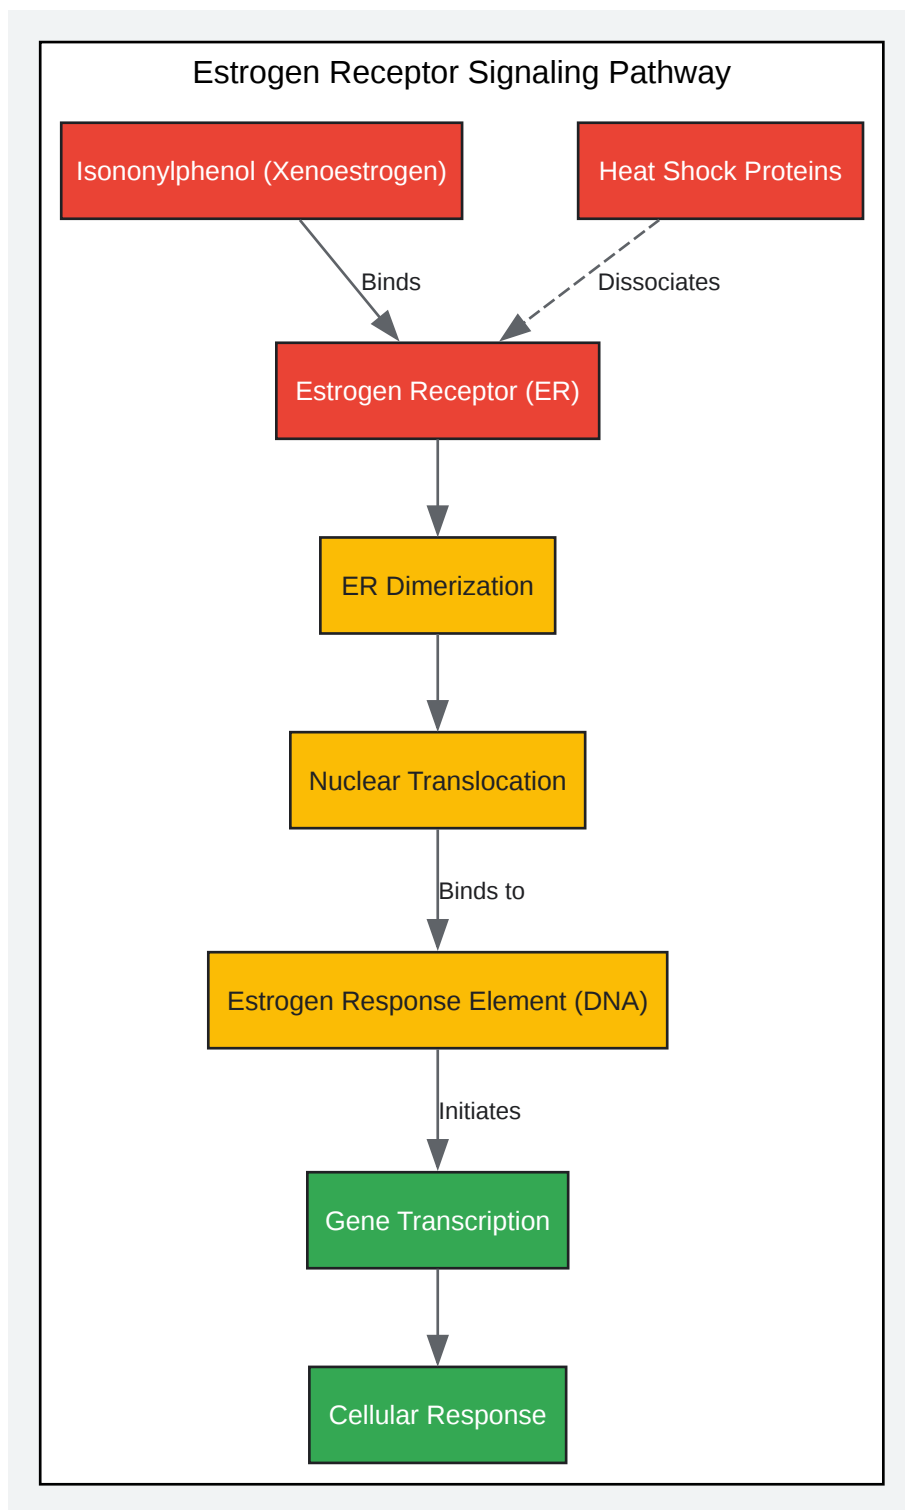 Estrogen Receptor Signaling Pathway
Isononylphenol (Xenoestrogen)
Heat Shock Proteins
Binds
Dissociates
Estrogen Receptor (ER)
ER Dimerization
Nuclear Translocation
Binds to
Estrogen Response Element (DNA)
Initiates
Gene Transcription
Cellular Response